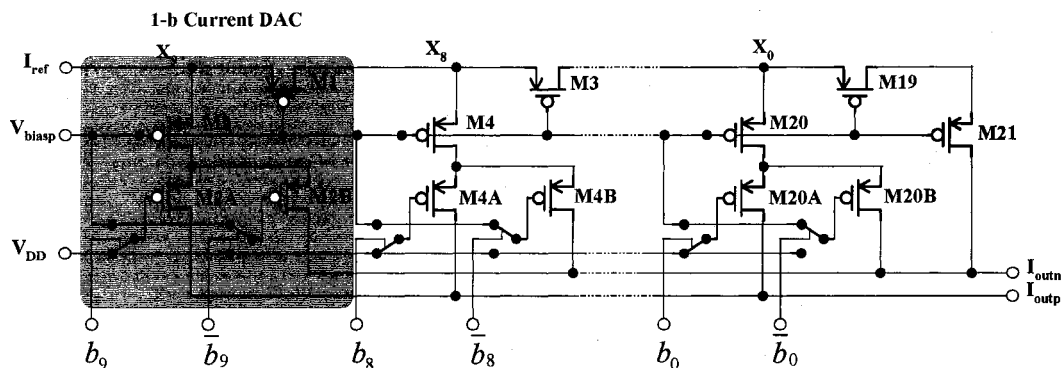 1-b Current DAC
I_ref
X_8
X_0
M3
M19
V_biasp
M4
M20
M21
M2A
M2B
M4A
M4B
M20A
M20B
V_DD
I_outn
I_outp
b_9
b̅_9
b_8
b̅_8
b_0
b̅_0